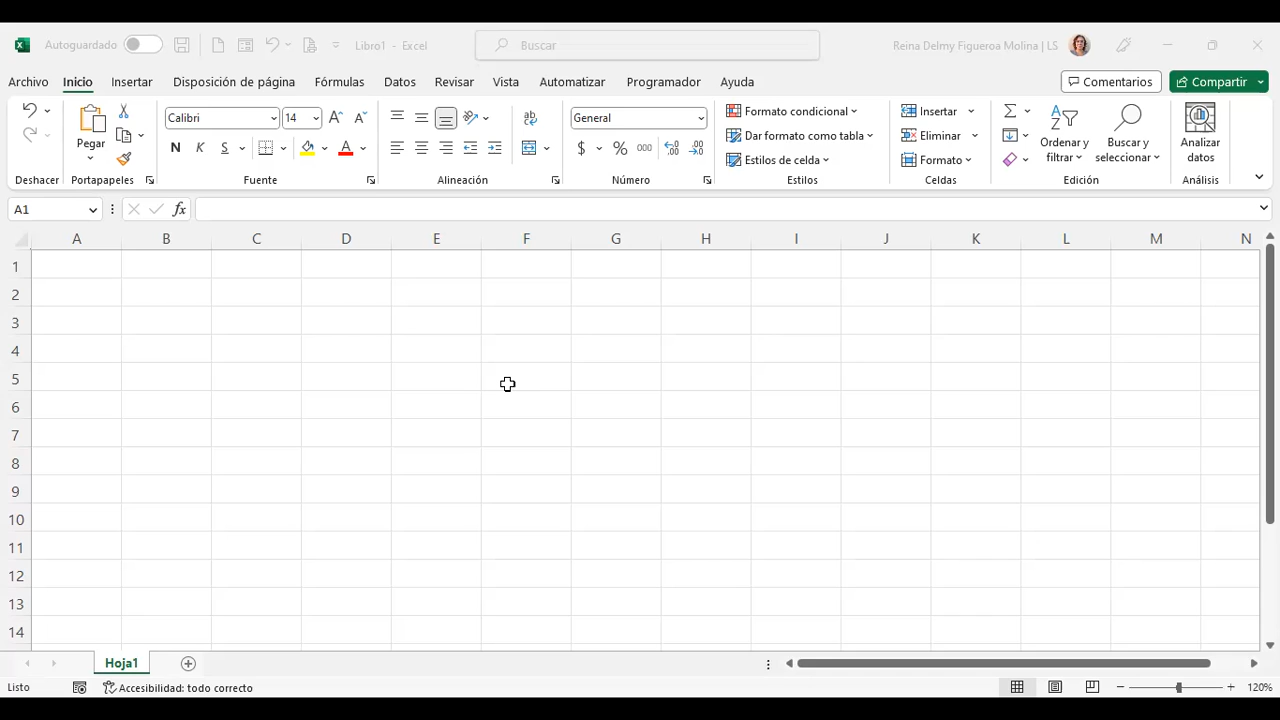 Autoguardado Libro1 - Excel Buscar Reina Delmy Figueroa Molina | LS
Archivo Inicio Insertar Disposición de página Fórmulas Datos Revisar Vista Automatizar Programador Ayuda Comentarios Compartir
Pegar
Calibri 14
N K S
General
$ % 000
Formato condicional
Dar formato como tabla
Estilos de celda
Insertar
Eliminar
Formato
Ordenar y
filtrar
Buscar y
seleccionar
Analizar
datos
Deshacer Portapapeles Fuente Alineación Número Estilos Celdas Edición Análisis
A1 fx
A B C D E F G H I J K L M N
1
2
3
4
5
6
7
8
9
10
11
12
13
14
Hoja1
Listo Accesibilidad: todo correcto 120%